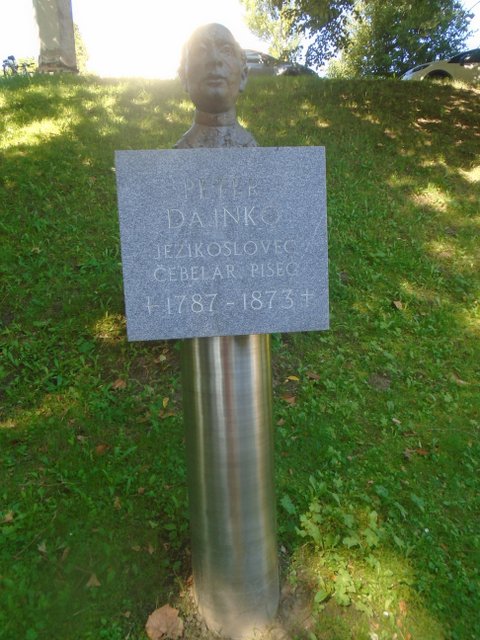 PETER
DAJNKO
JEZIKOSLOVEC
ČEBELAR, PISEC
+1787-1873+